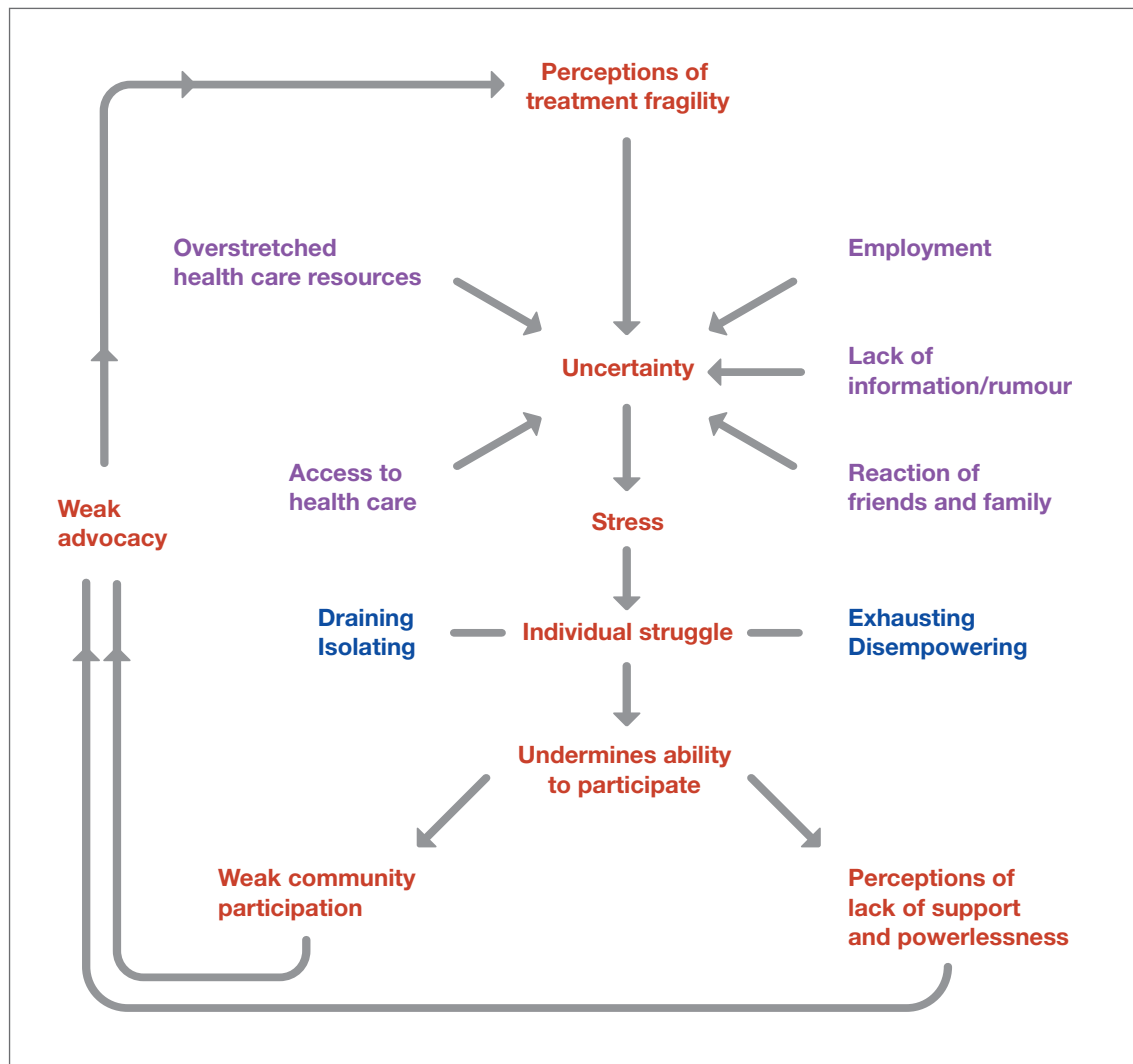 Perceptions of
treatment fragility
Overstretched
health care resources
Employment
Uncertainty
Lack of
information/rumour
Access to
health care
Reaction of
friends and family
Weak
advocacy
Stress
Draining
Isolating
Individual struggle
Exhausting
Disempowering
Undermines ability
to participate
Weak community
participation
Perceptions of
lack of support
and powerlessness